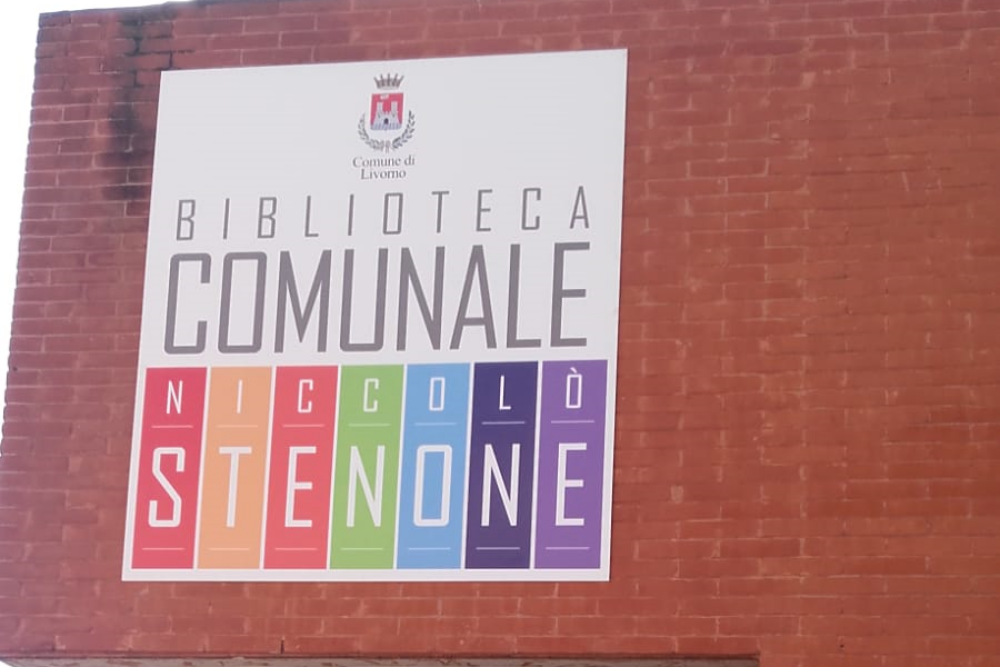 Comune di
Livorno
BIBLIOTECA
COMUNALE
NICCOLÒ
STENONE